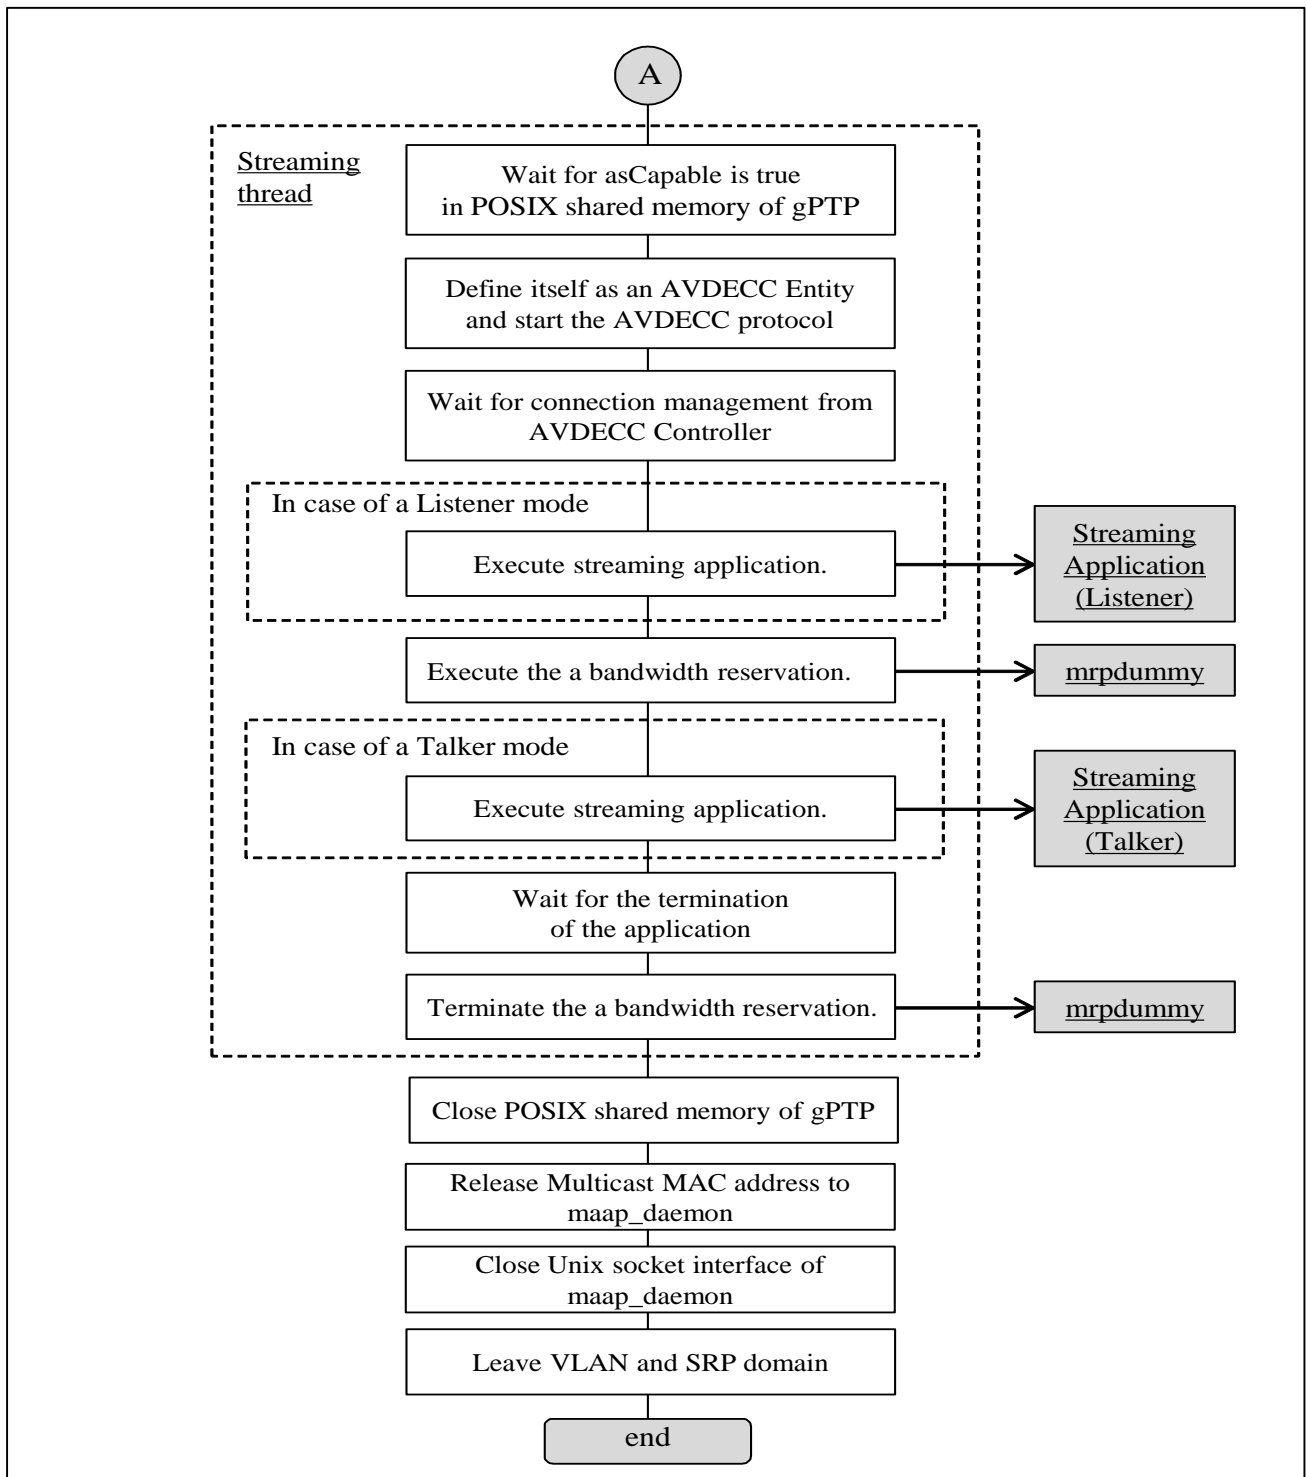 A
Streaming
thread
Wait for asCapable is true
in POSIX shared memory of gPTP
Define itself as an AVDECC Entity
and start the AVDECC protocol
Wait for connection management from
AVDECC Controller
In case of a Listener mode
Execute streaming application.
Streaming
Application
(Listener)
Execute the a bandwidth reservation.
mrpdummy
In case of a Talker mode
Execute streaming application.
Streaming
Application
(Talker)
Wait for the termination
of the application
Terminate the a bandwidth reservation.
mrpdummy
Close POSIX shared memory of gPTP
Release Multicast MAC address to
maap_daemon
Close Unix socket interface of
maap_daemon
Leave VLAN and SRP domain
end